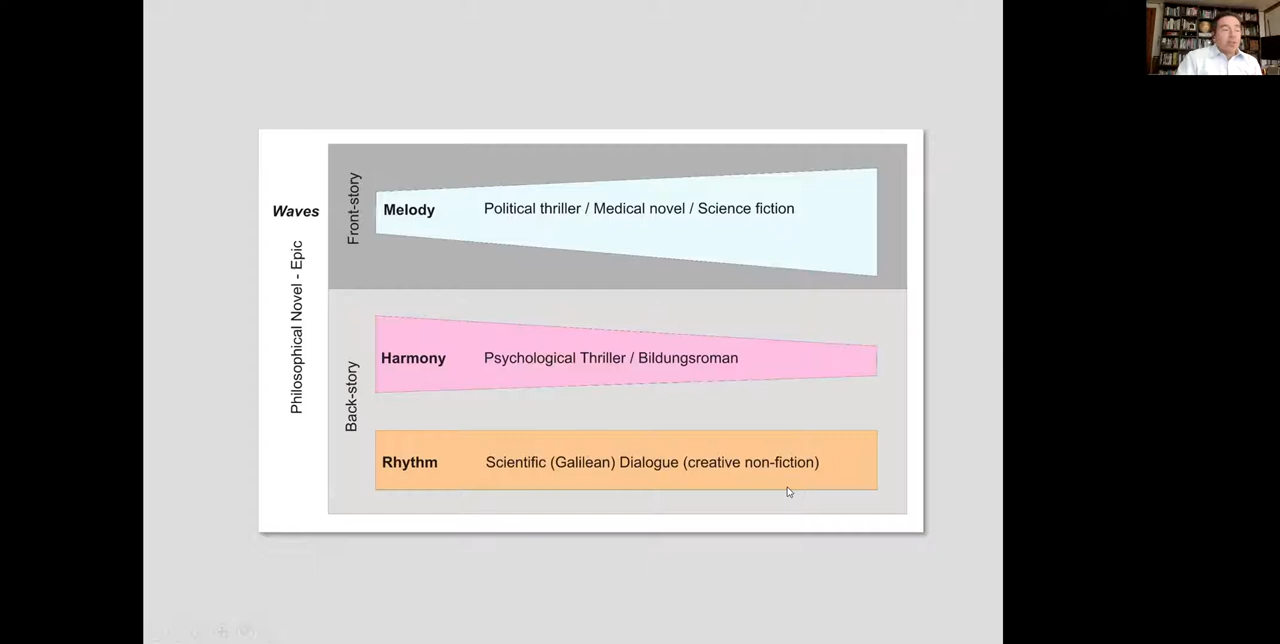 Waves
Philosophical Novel - Epic
Front-story
Melody
Political thriller / Medical novel / Science fiction
Back-story
Harmony
Psychological Thriller / Bildungsroman
Rhythm
Scientific (Galilean) Dialogue (creative non-fiction)